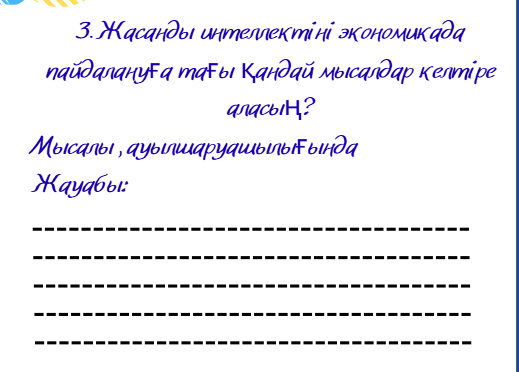 3. Жасанды интеллектіні экономикада
пайдалануға тағы Қандай мысалдар келтіре
аласыҢ?
Мысалы , ауылшаруашылығында
Жауабы: